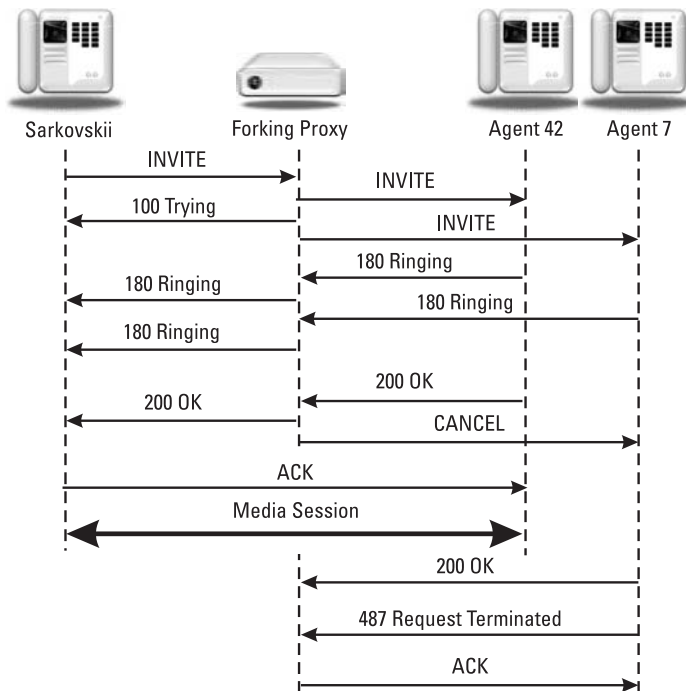 Sarkovskii
Forking Proxy
Agent 42
Agent 7
INVITE
INVITE
100 Trying
INVITE
180 Ringing
180 Ringing
180 Ringing
180 Ringing
200 OK
200 OK
CANCEL
ACK
Media Session
200 OK
487 Request Terminated
ACK